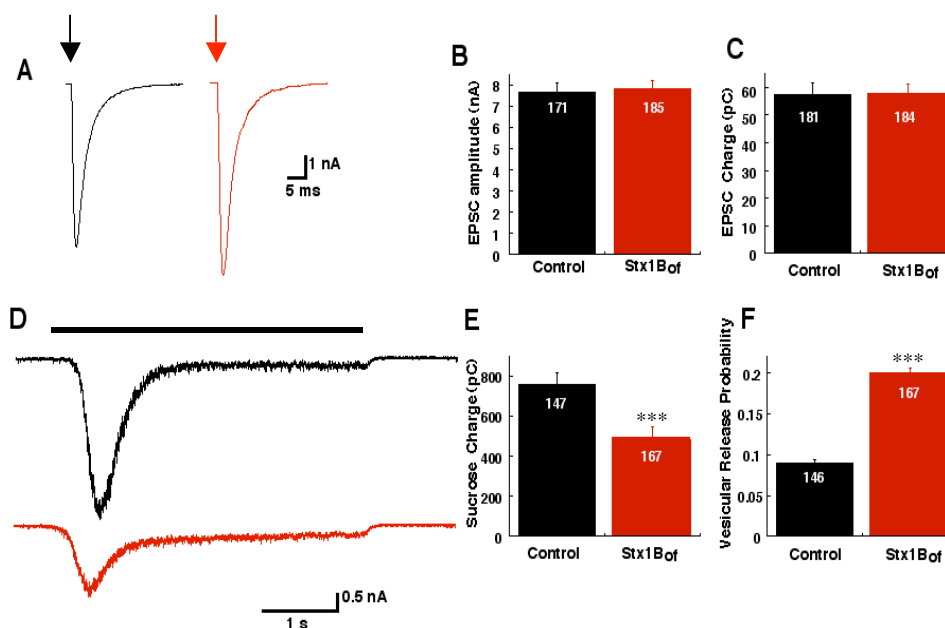 A
1 nA
5 ms
B
EPSC amplitude (nA)
8
7
6
5
4
3
2
1
0
171
185
Control
Stx1Bof
C
EPSC Charge (pC)
60
50
40
30
20
10
0
181
184
Control
Stx1Bof
D
0.5 nA
1 s
E
Sucrose Charge (pC)
800
600
400
200
0
147
***
167
Control
Stx1Bof
F
Vesicular Release Probability
0.2
0.15
0.1
0.05
0
146
***
167
Control
Stx1Bof